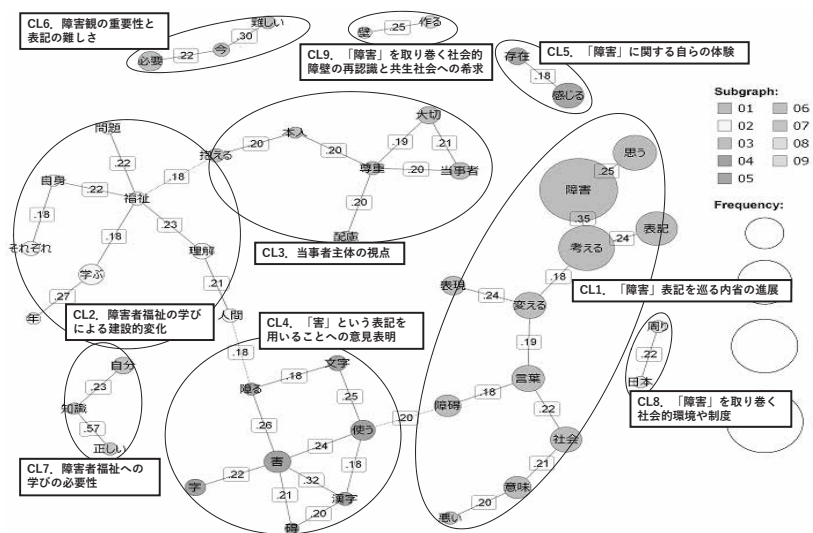 CL6. 障害観の重要性と
表記の難しさ
難しい
.30
今
.22
必要
作る
.25
壁
CL9. 「障害」を取り巻く社会的
障壁の再認識と共生社会への希求
CL5. 「障害」に関する自らの体験
存在
.18
感じる
Subgraph:
01
02
03
04
05
06
07
08
09
Frequency:
問題
.22
自身
.22
福祉
.18
それぞれ
.18
学ぶ
.27
年
.23
理解
.21
人間
.18
抱える
.18
CL2. 障害者福祉の学び
による建設的変化
.20
本人
.20
尊重
.19
大切
.21
当事者
.20
.20
配慮
CL3. 当事者主体の視点
思う
.25
障害
.35
考える
.24
表記
.18
表現
.24
変える
.19
言葉
.18
障碍
.22
社会
.21
意味
.20
悪い
CL1. 「障害」表記を巡る内省の進展
周り
.22
日本
CL8. 「障害」を取り巻く
社会的環境や制度
CL4. 「害」という表記を
用いることへの意見表明
障る
.18
文字
.25
使う
.20
.26
.24
害
.22
字
.32
.18
漢字
.21
.20
碍
自分
.23
知識
.57
正しい
CL7. 障害者福祉への
学びの必要性